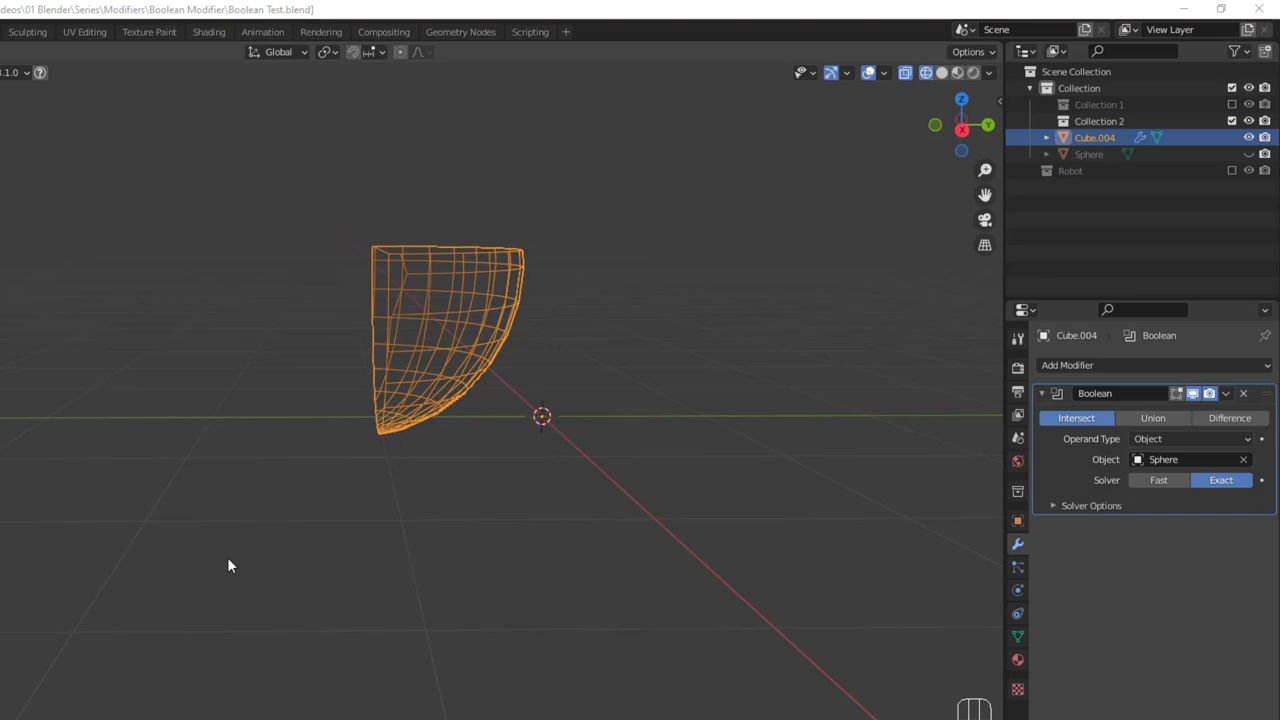 deos\01 Blender\Series\Modifiers\Boolean Modifier\Boolean Test.blend]
Sculpting UV Editing Texture Paint Shading Animation Rendering Compositing Geometry Nodes Scripting + Scene View Layer
Global Options
3.1.0
Scene Collection
Collection
Collection 1
Collection 2
Cube.004
Sphere
Robot
Z
Y
X
Cube.004 > Boolean
Add Modifier
Boolean
Intersect Union Difference
Operand Type Object
Object Sphere
Solver Fast Exact
Solver Options